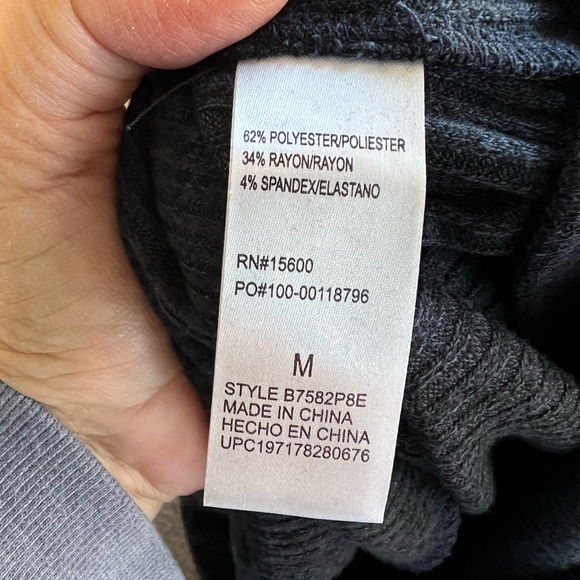 62% POLYESTER/POLIESTER
34% RAYON/RAYON
4% SPANDEX/ELASTANO
RN#15600
PO#100-00118796
M
STYLE B7582P8E
MADE IN CHINA
HECHO EN CHINA
UPC197178280676